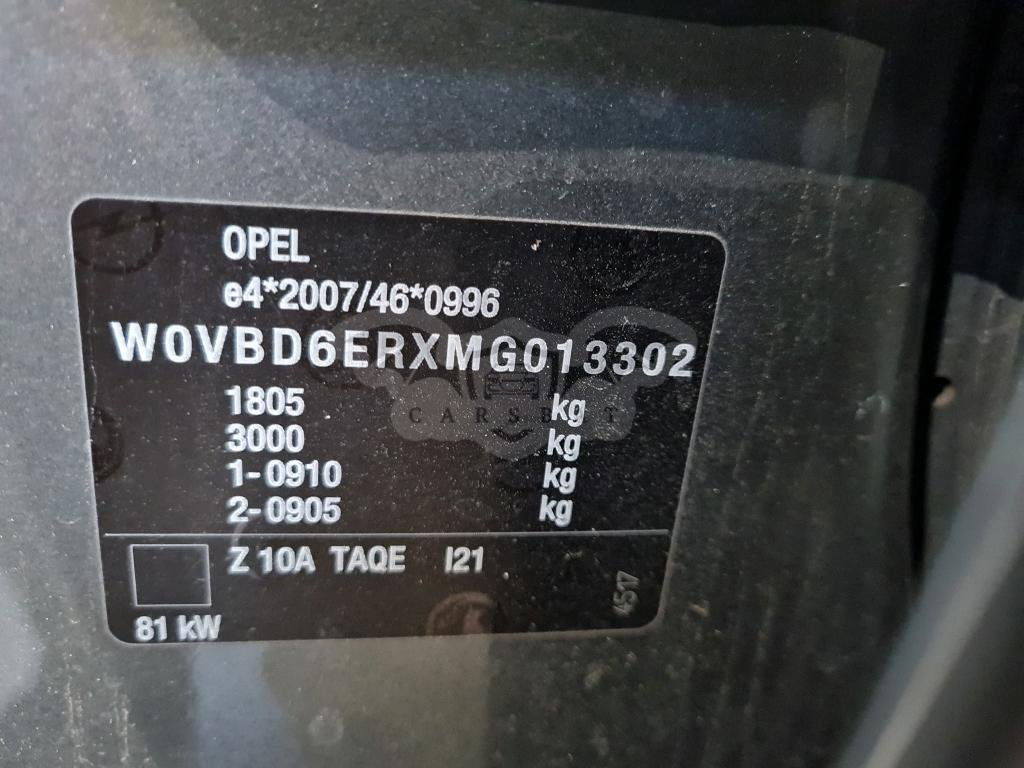 OPEL
e4*2007/46*0996
W0VBD6ERXMG013302
1805 kg
3000 kg
1-0910 kg
2-0905 kg
Z 10A TAQE I21
4517
81 kW